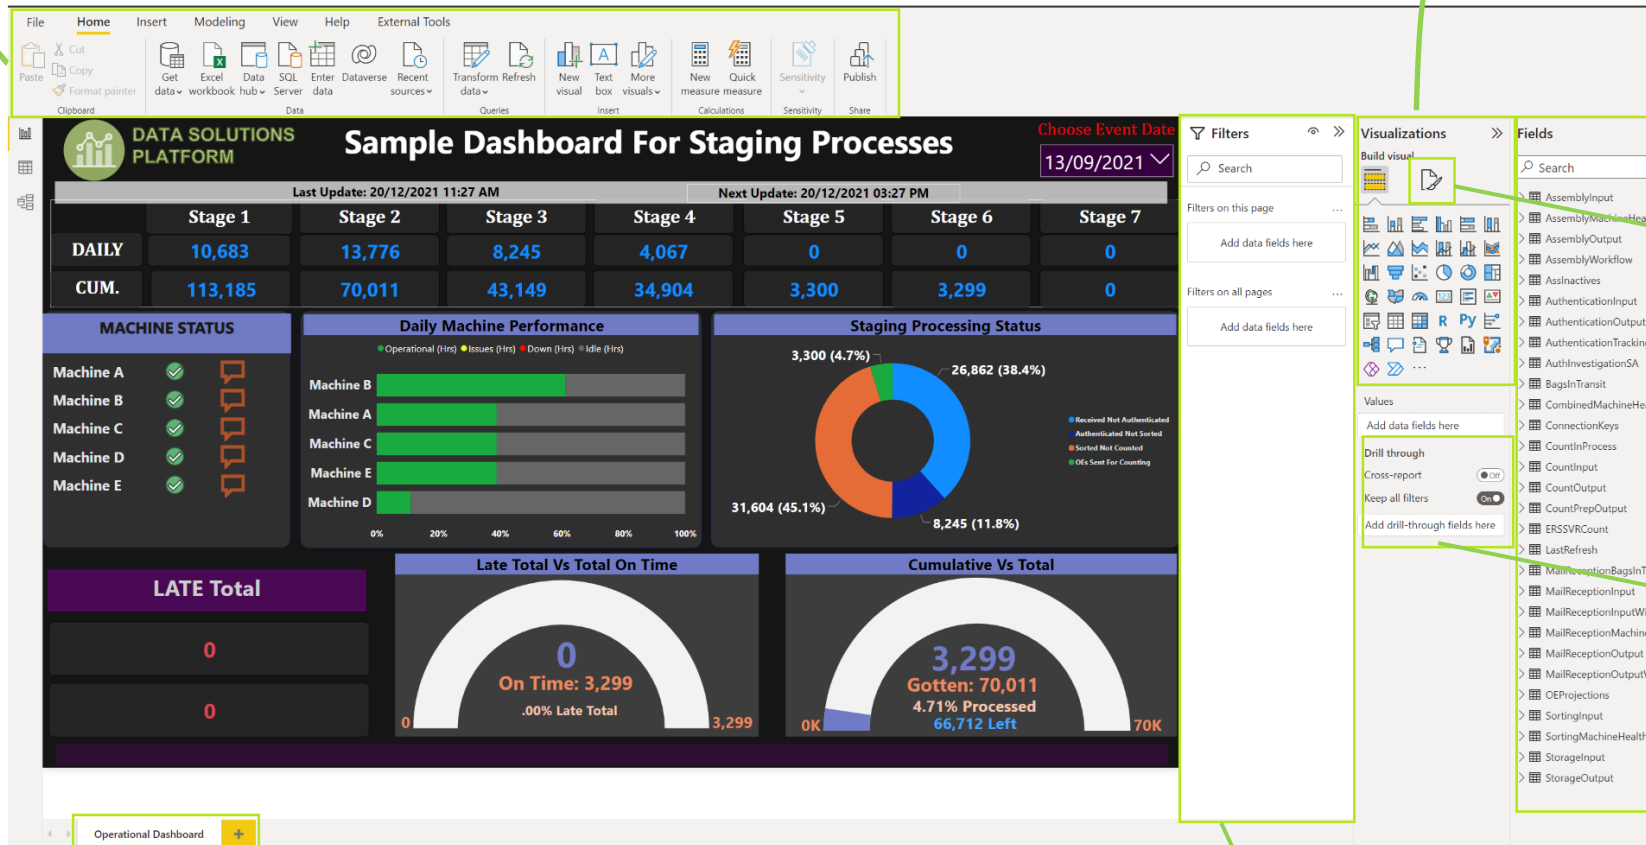 File Home Insert Modeling View Help External Tools
Paste
Cut
Copy
Format painter
Clipboard
Get data
Excel workbook
Data hub
SQL Server
Enter data
Dataverse
Recent sources
Data
Transform data
Refresh
Queries
New visual
Text box
More visuals
Insert
New measure
Quick measure
Calculations
Sensitivity
Sensitivity
Publish
Share
DATA SOLUTIONS
PLATFORM
Sample Dashboard For Staging Processes
Choose Event Date
13/09/2021
Last Update: 20/12/2021 11:27 AM
Next Update: 20/12/2021 03:27 PM
Stage 1 Stage 2 Stage 3 Stage 4 Stage 5 Stage 6 Stage 7
DAILY 10,683 13,776 8,245 4,067 0 0 0
CUM. 113,185 70,011 43,149 34,904 3,300 3,299 0
MACHINE STATUS
Machine A
Machine B
Machine C
Machine D
Machine E
Daily Machine Performance
Operational (Hrs) Issues (Hrs) Down (Hrs) Idle (Hrs)
Machine B
Machine A
Machine C
Machine E
Machine D
0% 20% 40% 60% 80% 100%
Staging Processing Status
3,300 (4.7%)
26,862 (38.4%)
31,604 (45.1%)
8,245 (11.8%)
Received Not Authenticated
Authenticated Not Sorted
Sorted Not Counted
OEs Sent For Counting
LATE Total
0
0
Late Total Vs Total On Time
0
On Time: 3,299
.00% Late Total
0 3,299
Cumulative Vs Total
3,299
Gotten: 70,011
4.71% Processed
66,712 Left
0K 70K
Operational Dashboard +
Filters
Search
Filters on this page ...
Add data fields here
Filters on all pages ...
Add data fields here
Visualizations
Build visual
123
R Py
...
Values
Add data fields here
Drill through
Cross-report Off
Keep all filters On
Add drill-through fields here
Fields
Search
AssemblyInput
AssemblyMachineHea
AssemblyOutput
AssemblyWorkflow
AssInactives
AuthenticationInput
AuthenticationOutput
AuthenticationTracking
AuthInvestigationSA
BagsInTransit
CombinedMachineHea
ConnectionKeys
CountInProcess
CountInput
CountOutput
CountPrepOutput
ERSSVRCount
LastRefresh
MailReceptionBagsInT
MailReceptionInput
MailReceptionInputWi
MailReceptionMachine
MailReceptionOutput
MailReceptionOutputW
OEProjections
SortingInput
SortingMachineHealth
StorageInput
StorageOutput